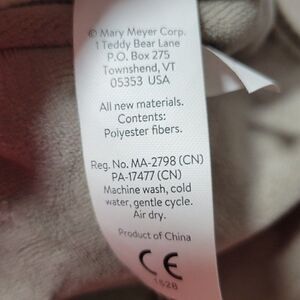 © Mary Meyer Corp.
1 Teddy Bear Lane
P.O. Box 275
Townshend, VT
05353 USA
All new materials.
Contents:
Polyester fibers.
Reg. No. MA-2798 (CN)
PA-17477 (CN)
Machine wash, cold
water, gentle cycle.
Air dry.
Product of China
CE